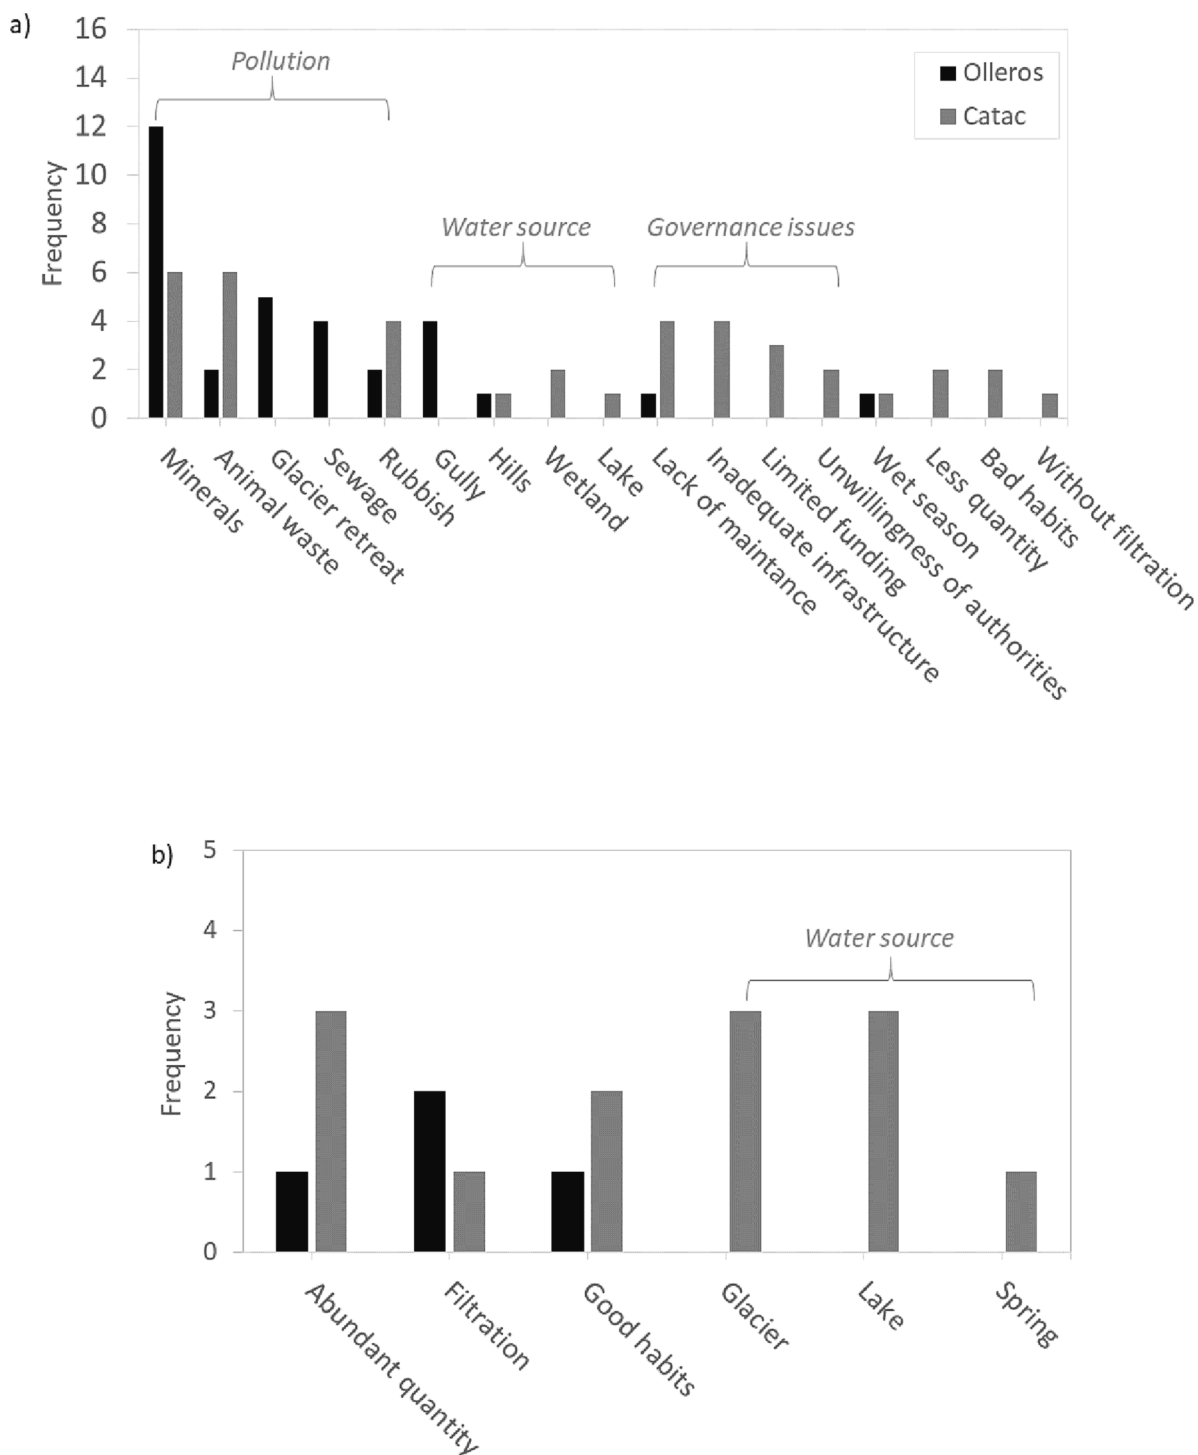 a)
16
14
12
10
8
6
4
2
0
Frequency
Pollution
Water source
Governance issues
Olleros
Catac
Minerals
Animal waste
Glacier retreat
Sewage
Rubbish
Gully
Hills
Wetland
Lake
Lack of maintance
Inadequate infrastructure
Limited funding
Unwillingness of authorities
Wet season
Less quantity
Bad habits
Without filtration
b)
5
4
3
2
1
0
Frequency
Water source
Abundant quantity
Filtration
Good habits
Glacier
Lake
Spring